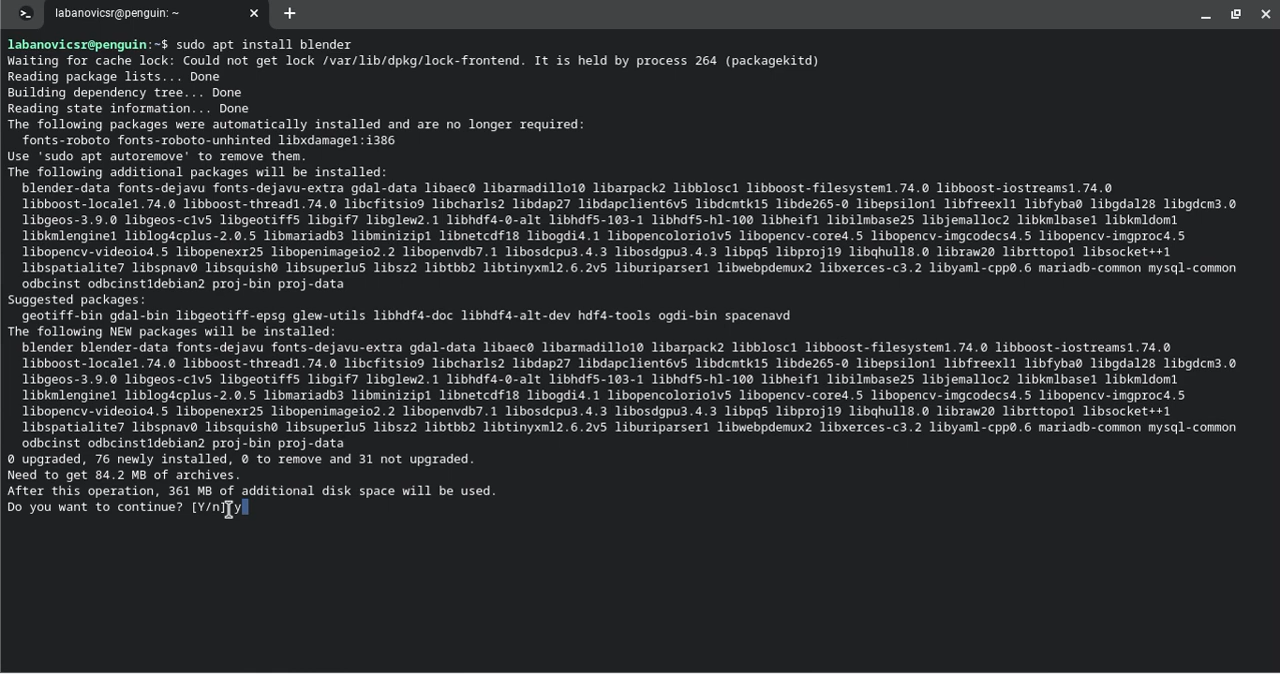 labanovicsr@penguin: ~
labanovicsr@penguin:~$ sudo apt install blender
Waiting for cache lock: Could not get lock /var/lib/dpkg/lock-frontend. It is held by process 264 (packagekitd)
Reading package lists... Done
Building dependency tree... Done
Reading state information... Done
The following packages were automatically installed and are no longer required:
fonts-roboto fonts-roboto-unhinted libxdamage1:i386
Use 'sudo apt autoremove' to remove them.
The following additional packages will be installed:
blender-data fonts-dejavu fonts-dejavu-extra gdal-data libaec0 libarmadillo10 libarpack2 libblosc1 libboost-filesystem1.74.0 libboost-iostreams1.74.0
libboost-locale1.74.0 libboost-thread1.74.0 libcfitsio9 libcharls2 libdap27 libdapclient6v5 libdcmtk15 libde265-0 libepsilon1 libfreexl1 libfyba0 libgdal28 libgdcm3.0
libgeos-3.9.0 libgeos-c1v5 libgeotiff5 libgif7 libglew2.1 libhdf4-0-alt libhdf5-103-1 libhdf5-hl-100 libheif1 libilmbase25 libjemalloc2 libkmlbase1 libkmldom1
libkmlengine1 liblog4cplus-2.0.5 libmariadb3 libminizip1 libnetcdf18 libogdi4.1 libopencolorio1v5 libopencv-core4.5 libopencv-imgcodecs4.5 libopencv-imgproc4.5
libopencv-videoio4.5 libopenexr25 libopenimageio2.2 libopenvdb7.1 libosdcpu3.4.3 libosdgpu3.4.3 libpq5 libproj19 libqhull8.0 libraw20 librttopo1 libsocket++1
libspatialite7 libspnav0 libsquish0 libsuperlu5 libsz2 libtbb2 libtinyxml2.6.2v5 liburiparser1 libwebpdemux2 libxerces-c3.2 libyaml-cpp0.6 mariadb-common mysql-common
odbcinst odbcinst1debian2 proj-bin proj-data
Suggested packages:
geotiff-bin gdal-bin libgeotiff-epsg glew-utils libhdf4-doc libhdf4-alt-dev hdf4-tools ogdi-bin spacenavd
The following NEW packages will be installed:
blender blender-data fonts-dejavu fonts-dejavu-extra gdal-data libaec0 libarmadillo10 libarpack2 libblosc1 libboost-filesystem1.74.0 libboost-iostreams1.74.0
libboost-locale1.74.0 libboost-thread1.74.0 libcfitsio9 libcharls2 libdap27 libdapclient6v5 libdcmtk15 libde265-0 libepsilon1 libfreexl1 libfyba0 libgdal28 libgdcm3.0
libgeos-3.9.0 libgeos-c1v5 libgeotiff5 libgif7 libglew2.1 libhdf4-0-alt libhdf5-103-1 libhdf5-hl-100 libheif1 libilmbase25 libjemalloc2 libkmlbase1 libkmldom1
libkmlengine1 liblog4cplus-2.0.5 libmariadb3 libminizip1 libnetcdf18 libogdi4.1 libopencolorio1v5 libopencv-core4.5 libopencv-imgcodecs4.5 libopencv-imgproc4.5
libopencv-videoio4.5 libopenexr25 libopenimageio2.2 libopenvdb7.1 libosdcpu3.4.3 libosdgpu3.4.3 libpq5 libproj19 libqhull8.0 libraw20 librttopo1 libsocket++1
libspatialite7 libspnav0 libsquish0 libsuperlu5 libsz2 libtbb2 libtinyxml2.6.2v5 liburiparser1 libwebpdemux2 libxerces-c3.2 libyaml-cpp0.6 mariadb-common mysql-common
odbcinst odbcinst1debian2 proj-bin proj-data
0 upgraded, 76 newly installed, 0 to remove and 31 not upgraded.
Need to get 84.2 MB of archives.
After this operation, 361 MB of additional disk space will be used.
Do you want to continue? [Y/n] y